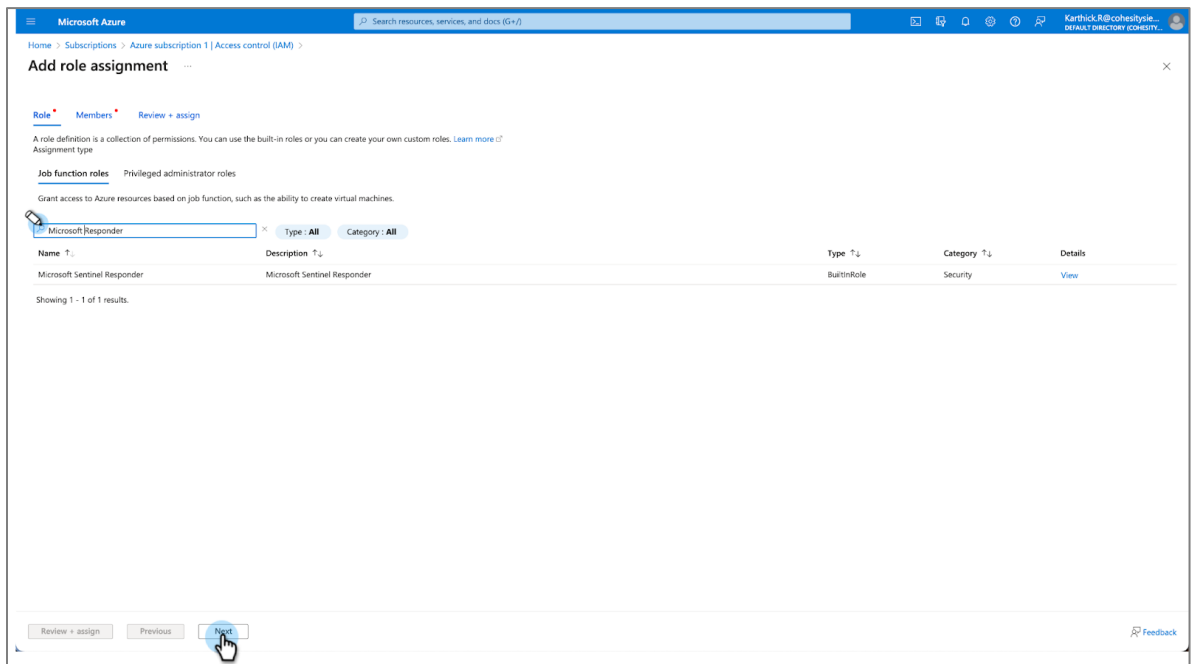 Microsoft Azure
Search resources, services, and docs (G+/)
Karthick.R@cohesitysie...
DEFAULT DIRECTORY (COHESITY...
Home > Subscriptions > Azure subscription 1 | Access control (IAM) >
Add role assignment ...
Role Members Review + assign
A role definition is a collection of permissions. You can use the built-in roles or you can create your own custom roles. Learn more
Assignment type
Job function roles Privileged administrator roles
Grant access to Azure resources based on job function, such as the ability to create virtual machines.
Microsoft Responder × Type : All Category : All
Name ↑↓ Description ↑↓ Type ↑↓ Category ↑↓ Details
Microsoft Sentinel Responder Microsoft Sentinel Responder BuiltInRole Security View
Showing 1 - 1 of 1 results.
Review + assign Previous Next Feedback